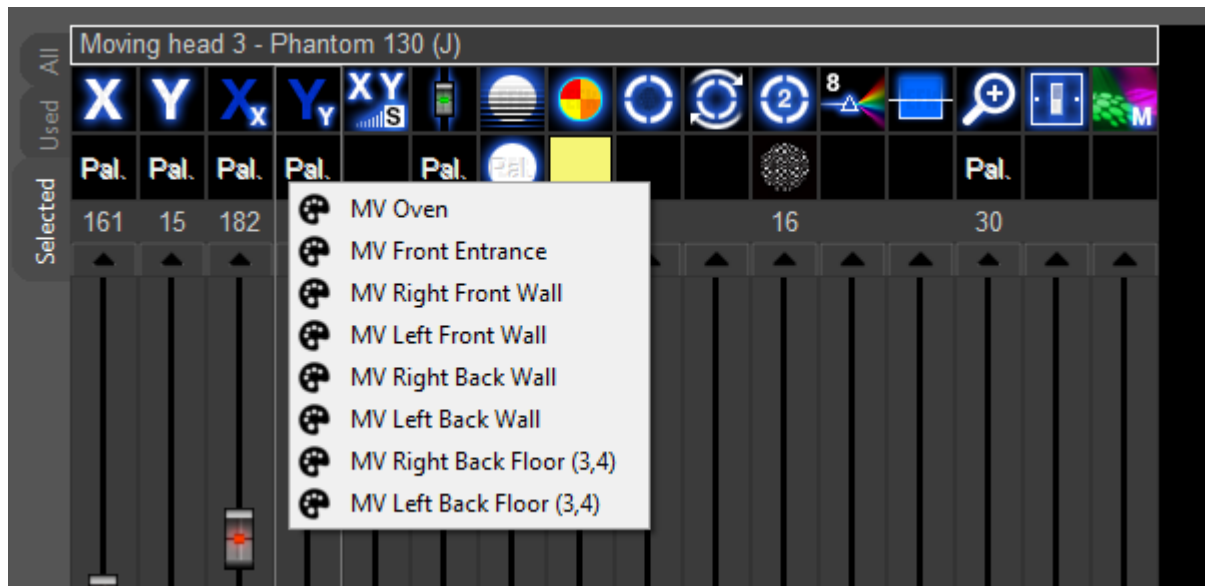 Moving head 3 - Phantom 130 (J)
All
Used
Selected
X Y X X Y Y X Y S 2 8 M
Pal. Pal. Pal. Pal. Pal. Pal. Pal.
161 15 182 16 30
MV Oven
MV Front Entrance
MV Right Front Wall
MV Left Front Wall
MV Right Back Wall
MV Left Back Wall
MV Right Back Floor (3,4)
MV Left Back Floor (3,4)